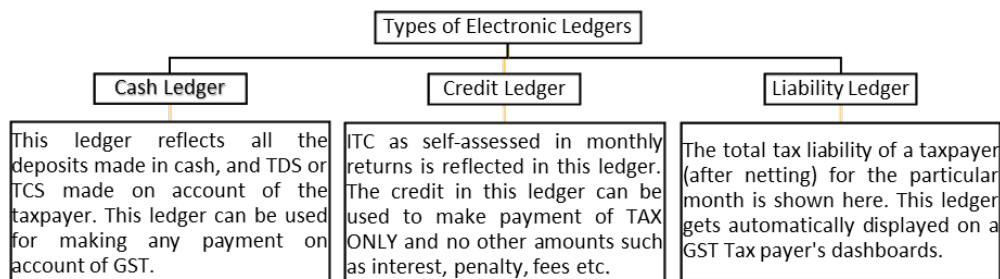 Types of Electronic Ledgers
Cash Ledger
Credit Ledger
Liability Ledger
This ledger reflects all the
deposits made in cash, and TDS or
TCS made on account of the
taxpayer. This ledger can be used
for making any payment on
account of GST.
ITC as self-assessed in monthly
returns is reflected in this ledger.
The credit in this ledger can be
used to make payment of TAX
ONLY and no other amounts such
as interest, penalty, fees etc.
The total tax liability of a taxpayer
(after netting) for the particular
month is shown here. This ledger
gets automatically displayed on a
GST Tax payer's dashboards.